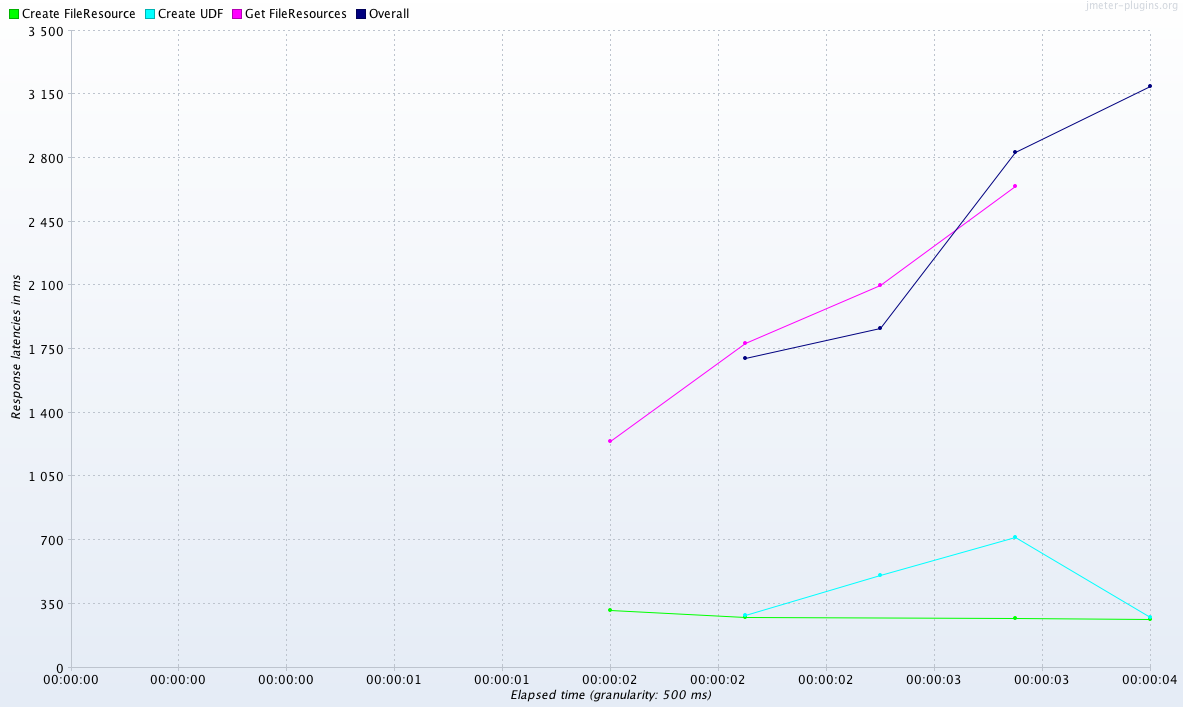 Create FileResource Create UDF Get FileResources Overall
jmeter-plugins.org
3 500
3 150
2 800
2 450
2 100
1 750
1 400
1 050
700
350
0
Response latencies in ms
00:00:00 00:00:00 00:00:00 00:00:01 00:00:01 00:00:02 00:00:02 00:00:02 00:00:03 00:00:03 00:00:04
Elapsed time (granularity: 500 ms)